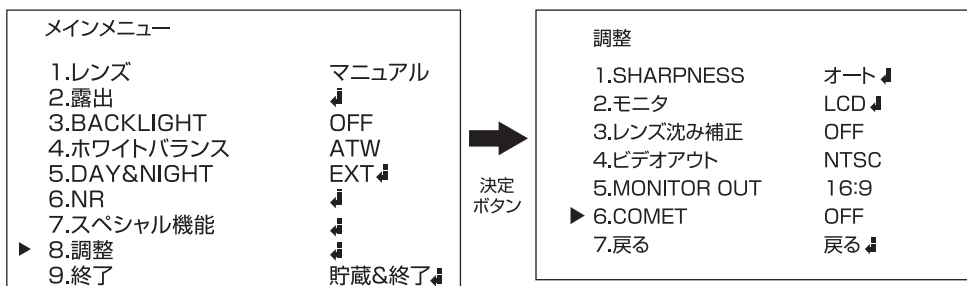 メインメニュー
1.レンズ マニュアル
2.露出 ↲
3.BACKLIGHT OFF
4.ホワイトバランス ATW
5.DAY&NIGHT EXT↲
6.NR ↲
7.スペシャル機能 ↲
▶ 8.調整 ↲
9.終了 貯蔵&終了↲
決定
ボタン
調整
1.SHARPNESS オート↲
2.モニタ LCD↲
3.レンズ沈み補正 OFF
4.ビデオアウト NTSC
5.MONITOR OUT 16:9
▶ 6.COMET OFF
7.戻る 戻る↲